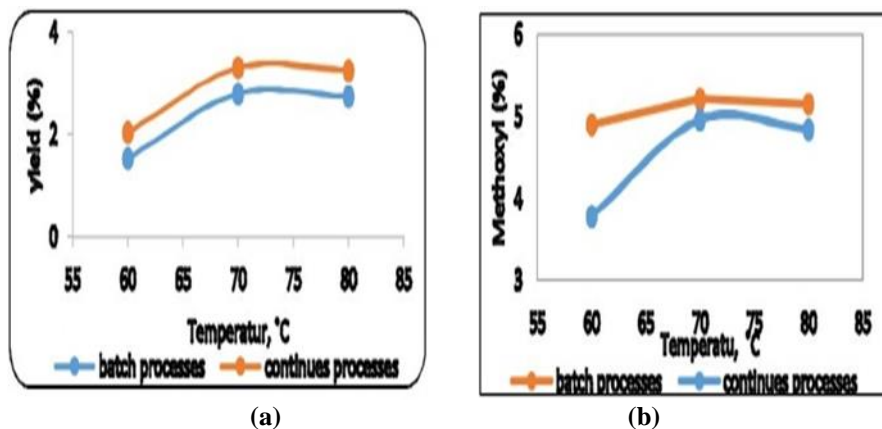 4
2
0
yield (%)
55 60 65 70 75 80 85
Temperatur, °C
batch processes continues processes
(a)
6
5
4
3
Methoxyl (%)
55 60 65 70 75 80 85
Temperatu, °C
batch processes continues processes
(b)